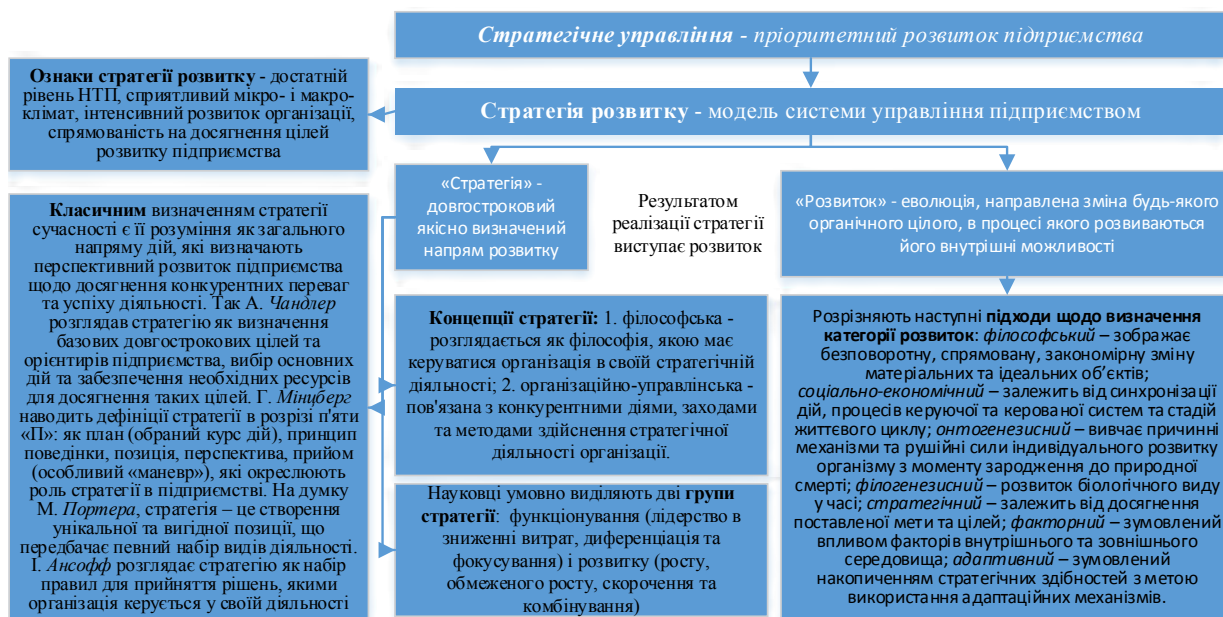 Стратегічне управління - пріоритетний розвиток підприємства
Ознаки стратегії розвитку - достатній
рівень НТП, сприятливий мікро- і макро-
клімат, інтенсивний розвиток організації,
спрямованість на досягнення цілей
розвитку підприємства
Стратегія розвитку - модель системи управління підприємством
«Стратегія» -
довгостроковий
якісно визначений
напрям розвитку
Результатом
реалізації стратегії
виступає розвиток
«Розвиток» - еволюція, направлена зміна будь-якого
органічного цілого, в процесі якого розвиваються
його внутрішні можливості
Класичним визначенням стратегії
сучасності є її розуміння як загального
напряму дій, які визначають
перспективний розвиток підприємства
щодо досягнення конкурентних переваг
та успіху діяльності. Так А. Чандлер
розглядав стратегію як визначення
базових довгострокових цілей та
орієнтирів підприємства, вибір основних
дій та забезпечення необхідних ресурсів
для досягнення таких цілей. Г. Мінцберг
наводить дефініції стратегії в розрізі п'яти
«П»: як план (обраний курс дій), принцип
поведінки, позиція, перспектива, прийом
(особливий «маневр»), які окреслюють
роль стратегії в підприємстві. На думку
М. Портера, стратегія – це створення
унікальної та вигідної позиції, що
передбачає певний набір видів діяльності.
І. Ансофф розглядає стратегію як набір
правил для прийняття рішень, якими
організація керується у своїй діяльності
Концепції стратегії: 1. філософська -
розглядається як філософія, якою має
керуватися організація в своїй стратегічній
діяльності; 2. організаційно-управлінська -
пов'язана з конкурентними діями, заходами
та методами здійснення стратегічної
діяльності організації.
Науковці умовно виділяють дві групи
стратегії: функціонування (лідерство в
зниженні витрат, диференціація та
фокусування) і розвитку (росту,
обмеженого росту, скорочення та
комбінування)
Розрізняють наступні підходи щодо визначення
категорії розвиток: філософський – зображає
безповоротну, спрямовану, закономірну зміну
матеріальних та ідеальних об’єктів;
соціально-економічний – залежить від синхронізації
дій, процесів керуючої та керованої систем та стадій
життєвого циклу; онтогенезисний – вивчає причинні
механізми та рушійні сили індивідуального розвитку
організму з моменту зародження до природної
смерті; філогенезисний – розвиток біологічного виду
у часі; стратегічний – залежить від досягнення
поставленої мети та цілей; факторний – зумовлений
впливом факторів внутрішнього та зовнішнього
середовища; адаптивний – зумовлений
накопиченням стратегічних здібностей з метою
використання адаптаційних механізмів.